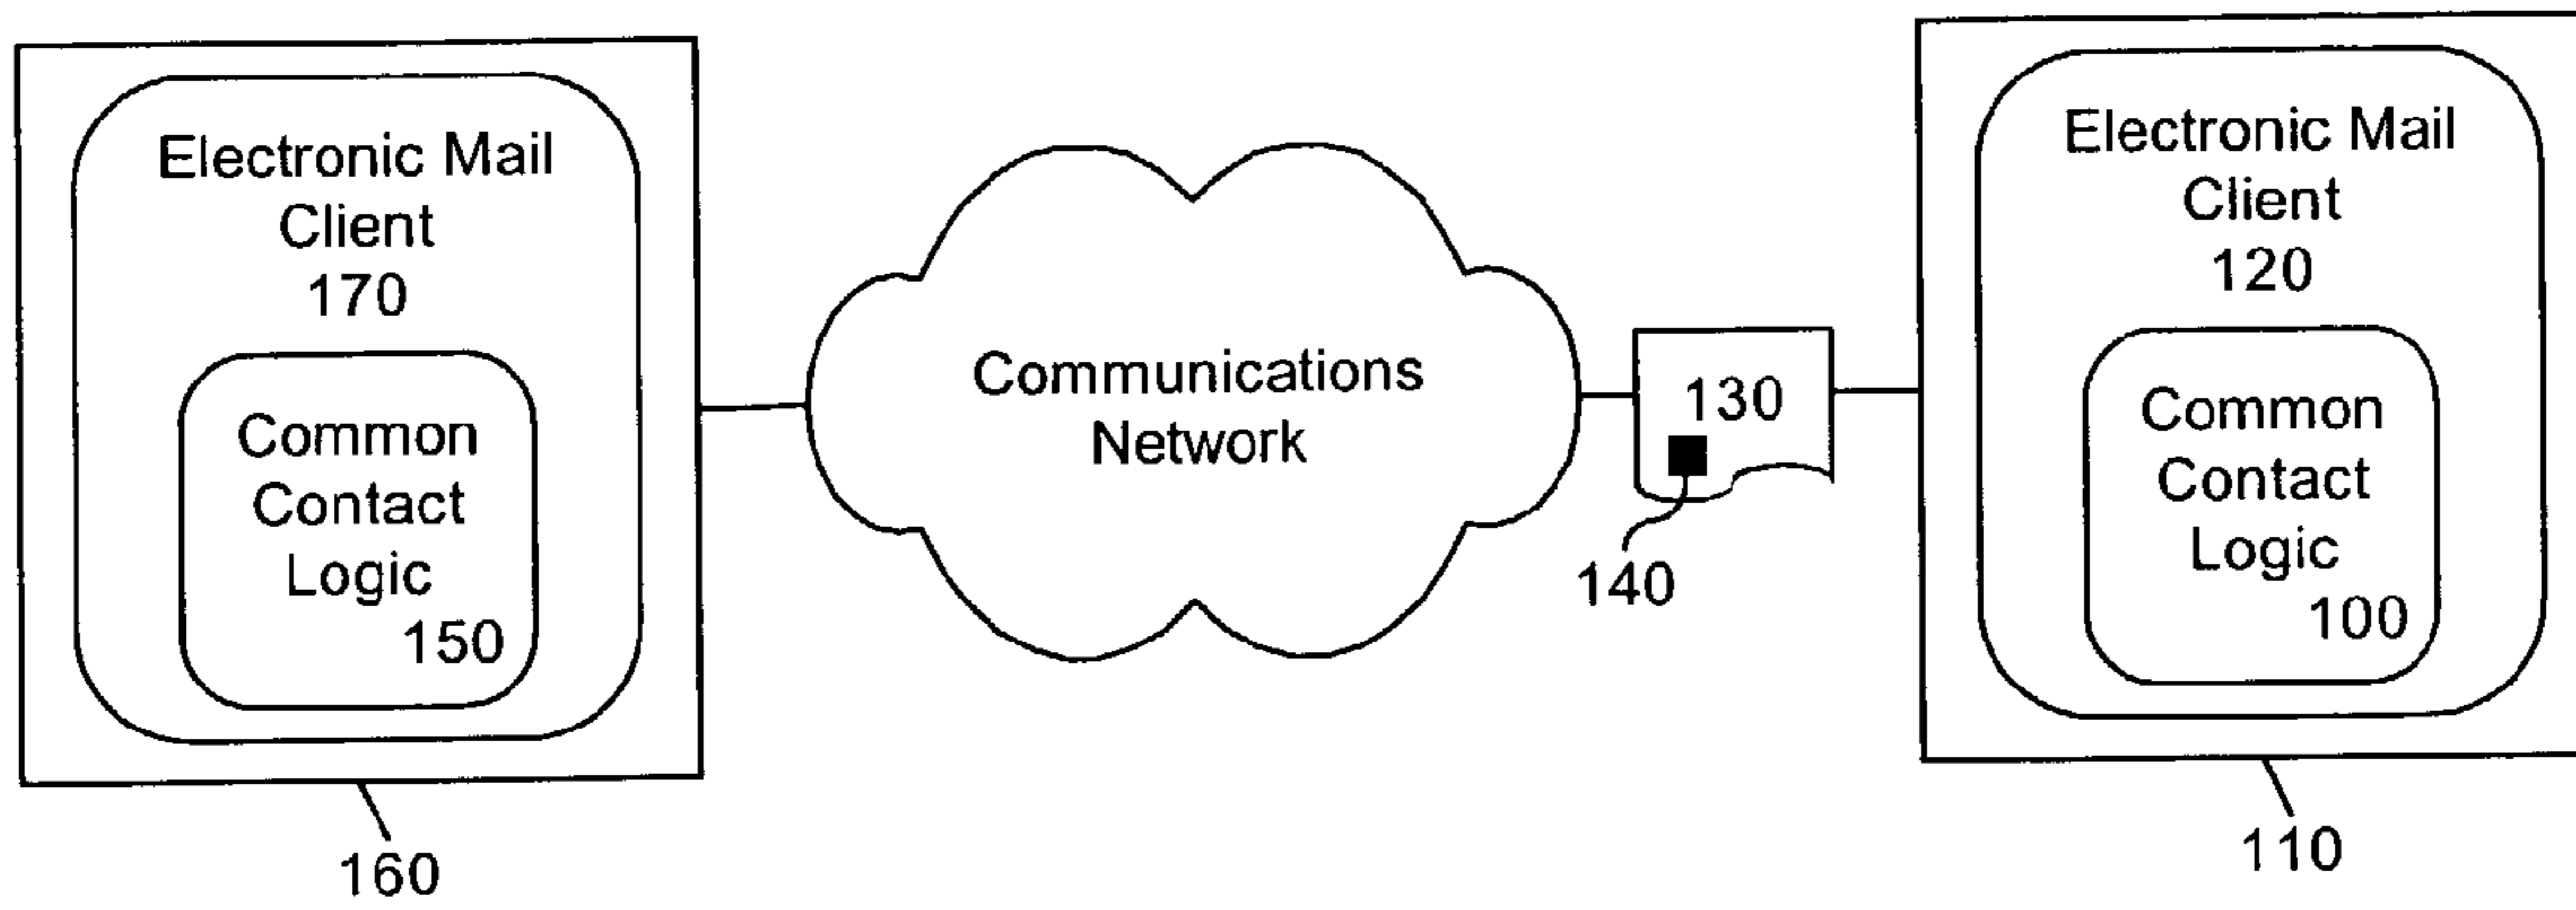 Electronic Mail
Client
170
Common
Contact
Logic
150
160
Communications
Network
130
140
Electronic Mail
Client
120
Common
Contact
Logic
100
110